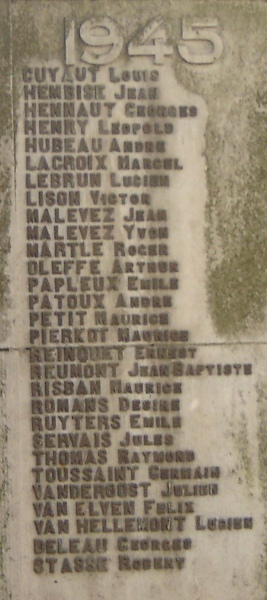 1945
CUYAUT LOUIS
HEMBISE JEAN
HENNAUT GEORGES
HENRY LEOPOLD
HUBEAU ANDRE
LACROIX MARCEL
LEBRUN LUCIEN
LISON VICTOR
MALEVEZ JEAN
MALEVEZ YVON
MARTLE ROGER
OLEFFE ARTHUR
PAPLEUX EMILE
PATOUX ANDRE
PETIT MAURICE
PIERKOT MAURICE
REINQUET ERNEST
REUMONT JEAN BAPTISTE
RISBAN MAURICE
ROMANS DESIRE
RUYTERS EMILE
SERVAIS JULES
THOMAS RAYMOND
TOUSSAINT GERMAIN
VANDERGOST JULIEN
VAN ELVEN FELIX
VAN HELLEMONT LUCIEN
DELEAU GEORGES
STASSE ROBERT